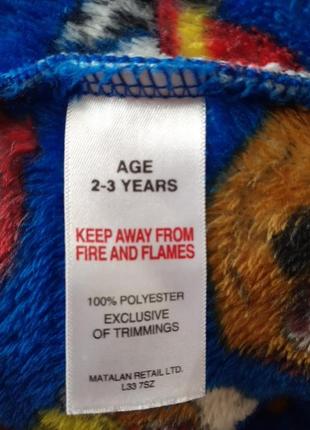 AGE
2-3 YEARS
KEEP AWAY FROM
FIRE AND FLAMES
100% POLYESTER
EXCLUSIVE
OF TRIMMINGS
MATALAN RETAIL LTD.
L33 7SZ